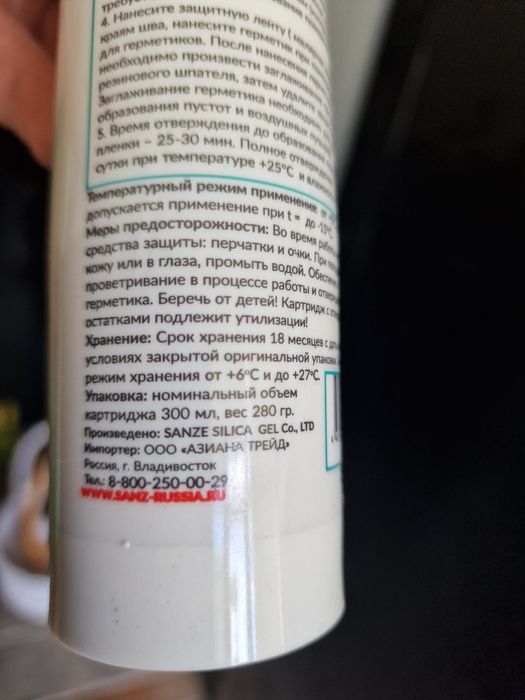 4. Нанесите защитную ленту
краям шва, нанесите герметик при
для герметиков. После нанесения
необходимо произвести заглаживание
резинового шпателя, затем удалите
Заглаживание герметика необходимо для
образования пустот и воздушных
5. Время отверждения до образования
пленки – 25-30 мин. Полное отверждение
сутки при температуре +25°C и
Температурный режим применения: от
допускается применение при t = до -15°C
Меры предосторожности: Во время работы
средства защиты: перчатки и очки. При
кожу или в глаза, промыть водой.
проветривание в процессе работы и
герметика. Беречь от детей! Картридж с
остатками подлежит утилизации!
Хранение: Срок хранения 18 месяцев с
условиях закрытой оригинальной упаковки.
режим хранения от +6°C и до +27°C.
Упаковка: номинальный объем
картриджа 300 мл, вес 280 гр.
Произведено: SANZE SILICA GEL Co., LTD
Импортер: ООО «АЗИАНА ТРЕЙД»
Россия, г. Владивосток
Тел.: 8-800-250-00-29
WWW.SANZ-RUSSIA.RU